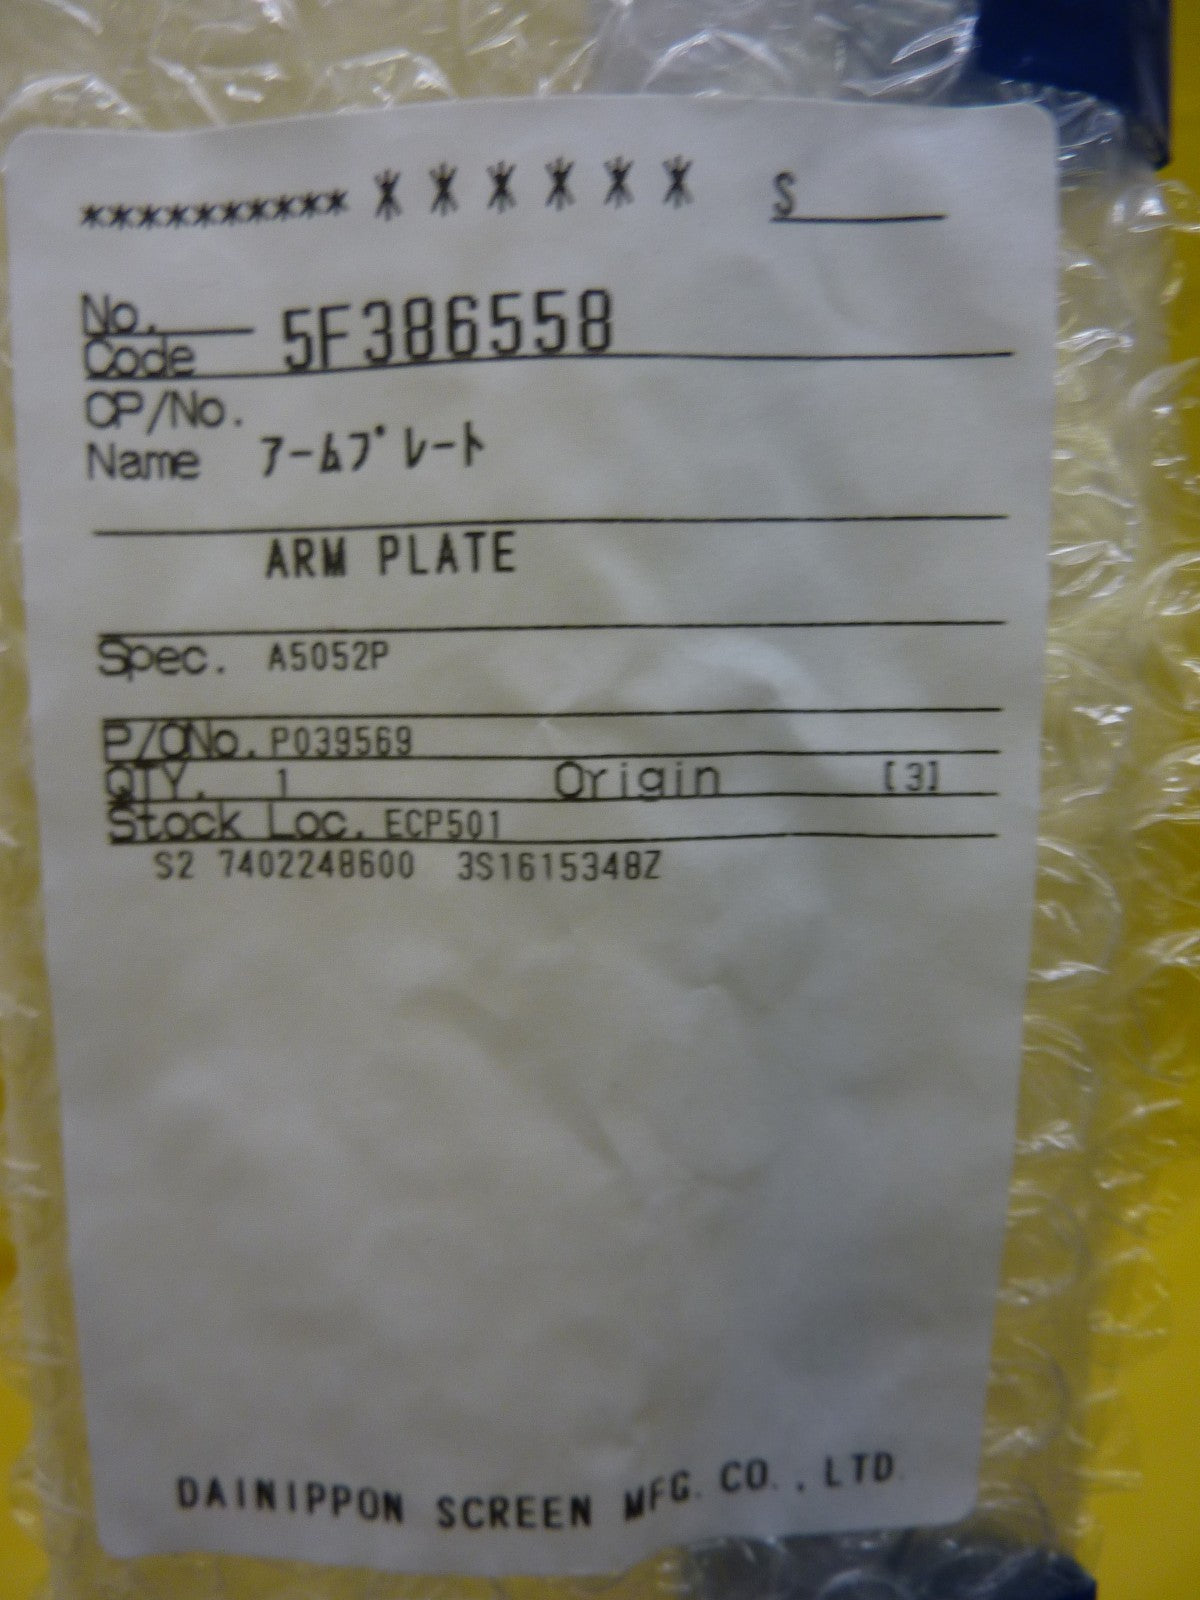 ********** ****** S
No.
Code 5F386558
CP/No.
Name ｱｰﾑﾌﾟﾚｰﾄ
ARM PLATE
Spec. A5052P
P/ONo. P039569
QTY. 1 Origin [3]
Stock Loc. ECP501
S2 7402248600 3S1615348Z
DAINIPPON SCREEN MFG. CO., LTD.